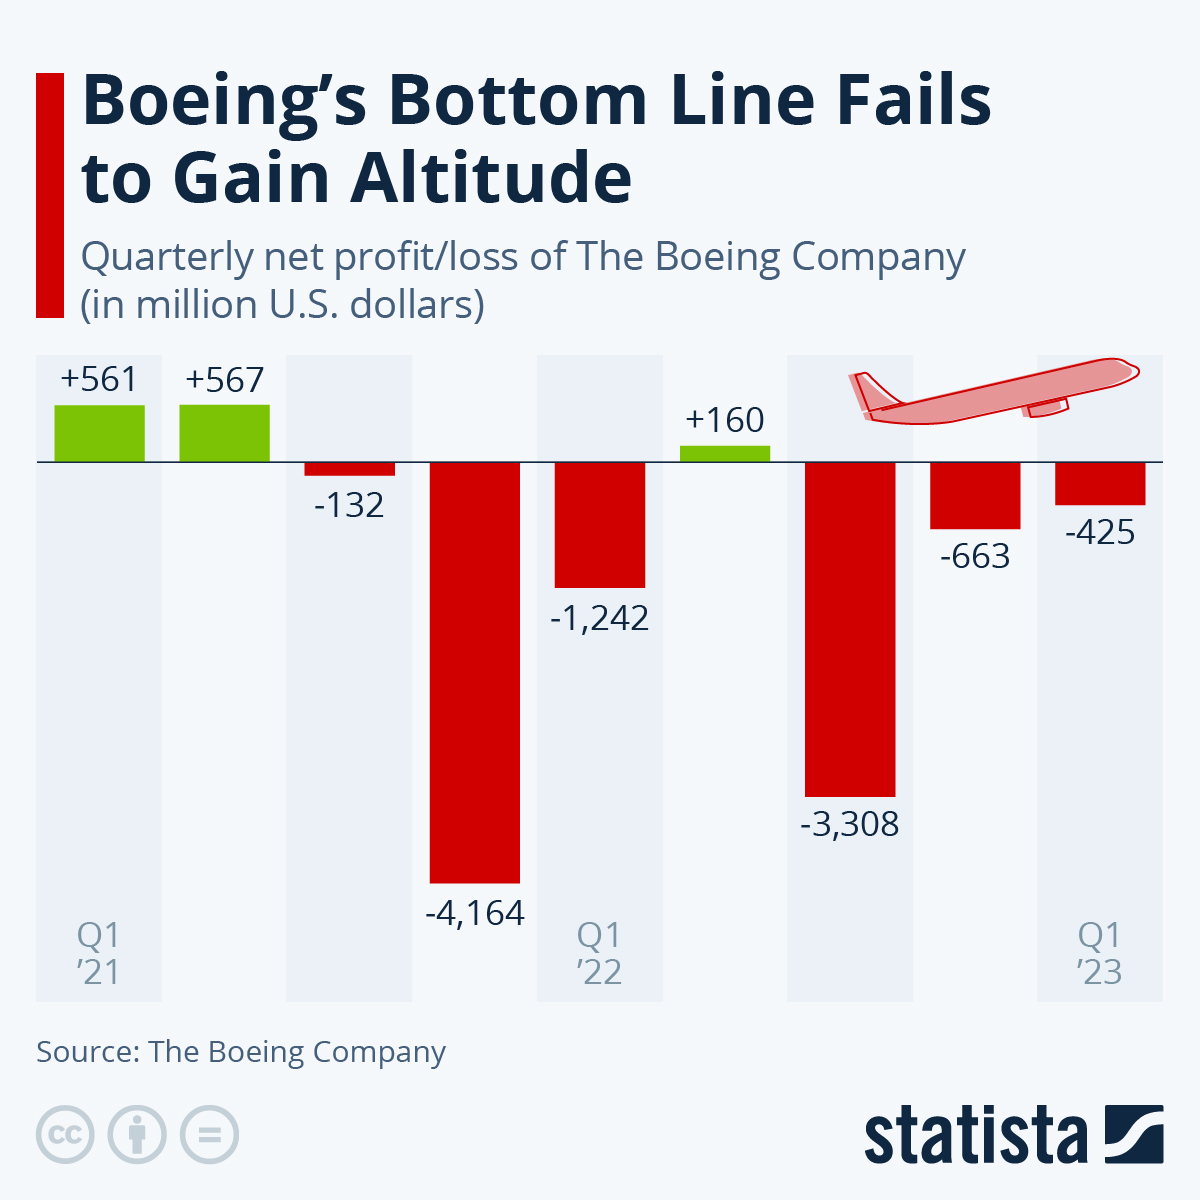 Boeing’s Bottom Line Fails
to Gain Altitude
Quarterly net profit/loss of The Boeing Company
(in million U.S. dollars)
+561
+567
-132
-4,164
-1,242
+160
-3,308
-663
-425
Q1
’21
Q1
’22
Q1
’23
Source: The Boeing Company
cc
statista